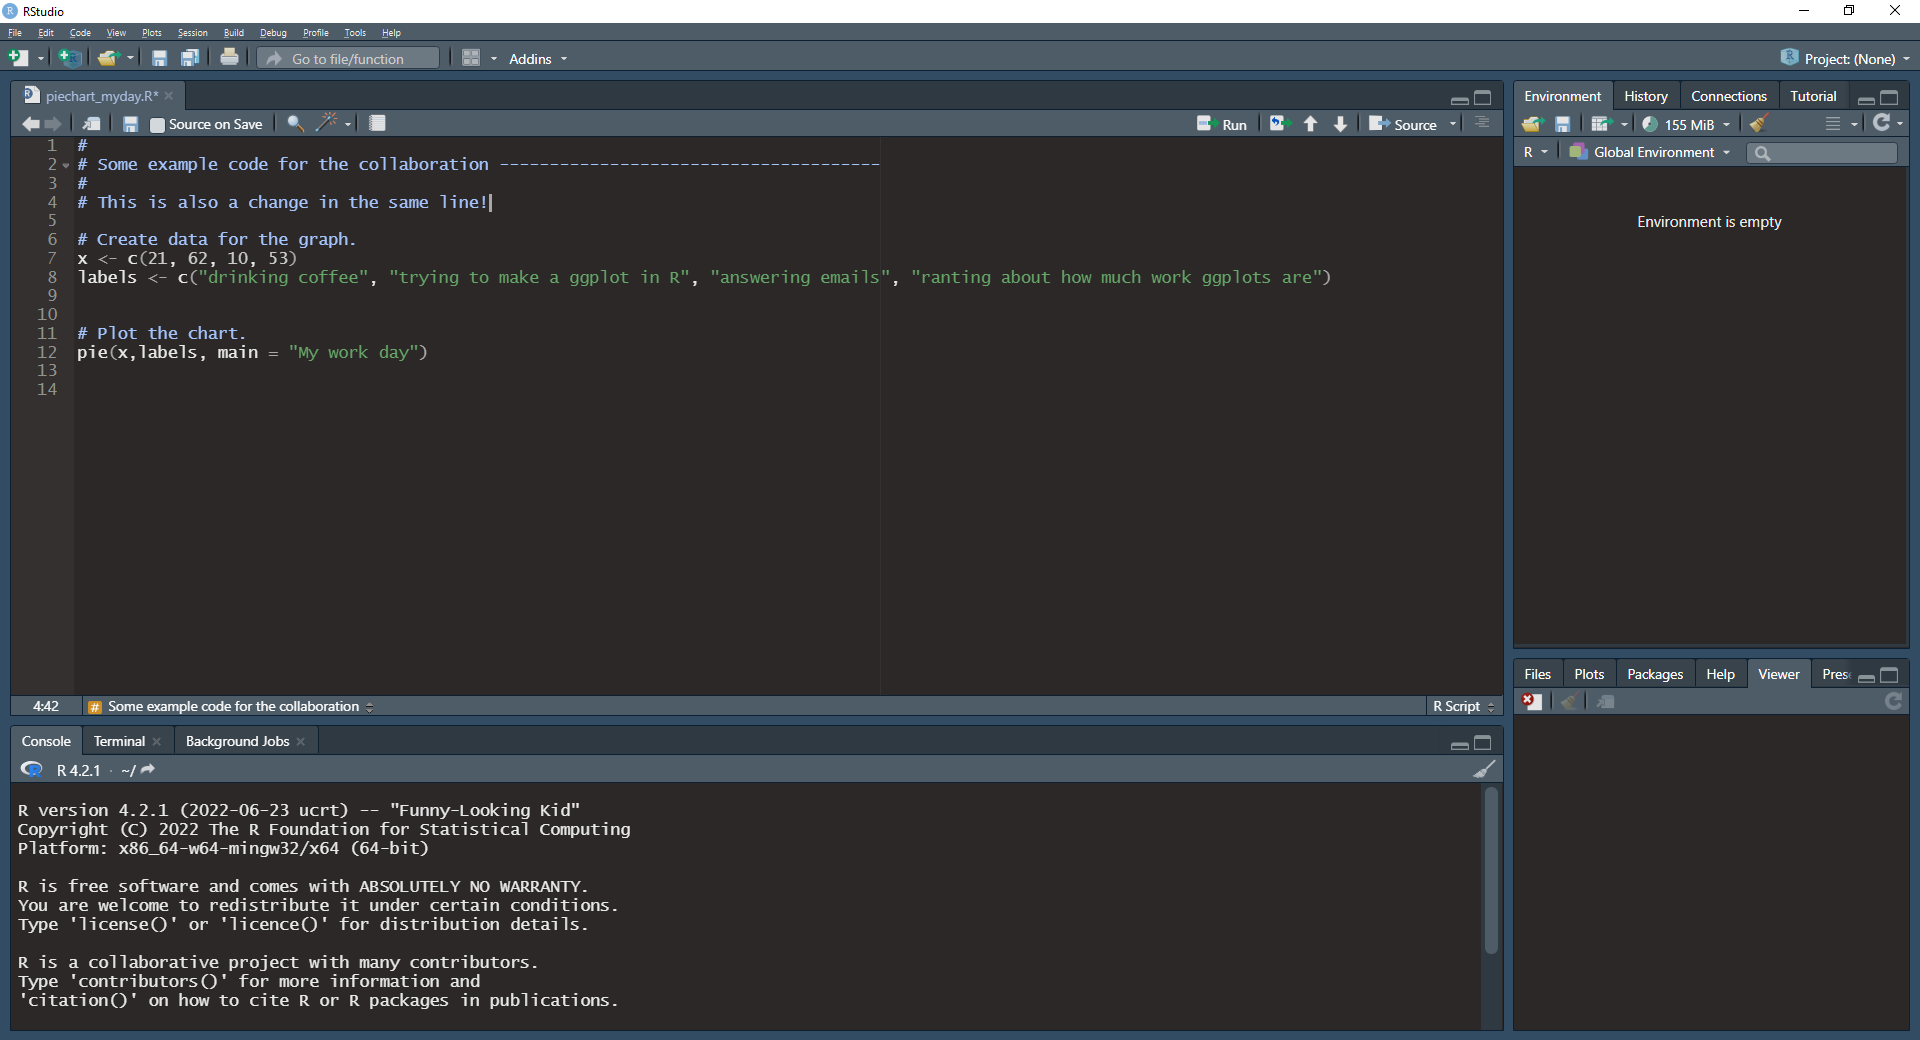 RStudio
File Edit Code View Plots Session Build Debug Profile Tools Help
Go to file/function Addins Project: (None)
piechart_myday.R*
Source on Save Run Source
1 #
2 # Some example code for the collaboration --------------------------------------
3 #
4 # This is also a change in the same line!
5
6 # Create data for the graph.
7 x <- c(21, 62, 10, 53)
8 labels <- c("drinking coffee", "trying to make a ggplot in R", "answering emails", "ranting about how much work ggplots are")
9
10
11 # Plot the chart.
12 pie(x,labels, main = "My work day")
13
14
4:42 # Some example code for the collaboration R Script
Console Terminal Background Jobs
R 4.2.1 · ~/
R version 4.2.1 (2022-06-23 ucrt) -- "Funny-Looking Kid"
Copyright (C) 2022 The R Foundation for Statistical Computing
Platform: x86_64-w64-mingw32/x64 (64-bit)
R is free software and comes with ABSOLUTELY NO WARRANTY.
You are welcome to redistribute it under certain conditions.
Type 'license()' or 'licence()' for distribution details.
R is a collaborative project with many contributors.
Type 'contributors()' for more information and
'citation()' on how to cite R or R packages in publications.
Environment History Connections Tutorial
155 MiB
R Global Environment
Environment is empty
Files Plots Packages Help Viewer Pres